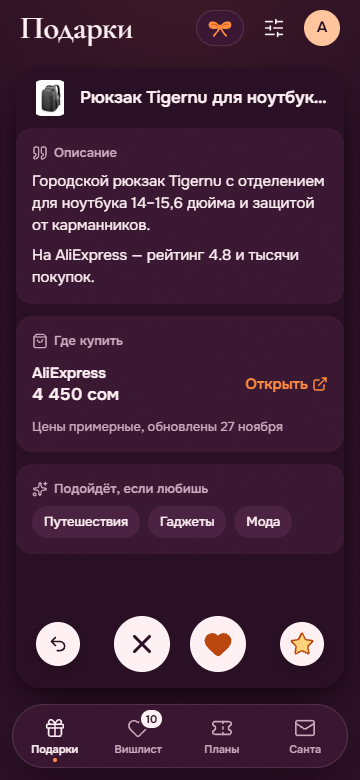 Подарки
A
Рюкзак Tigernu для ноутбук...
Описание
Городской рюкзак Tigernu с отделением
для ноутбука 14–15,6 дюйма и защитой
от карманников.
На AliExpress — рейтинг 4.8 и тысячи
покупок.
Где купить
AliExpress
4 450 сом
Открыть
Цены примерные, обновлены 27 ноября
Подойдёт, если любишь
Путешествия Гаджеты Мода
10
Подарки Вишлист Планы Санта